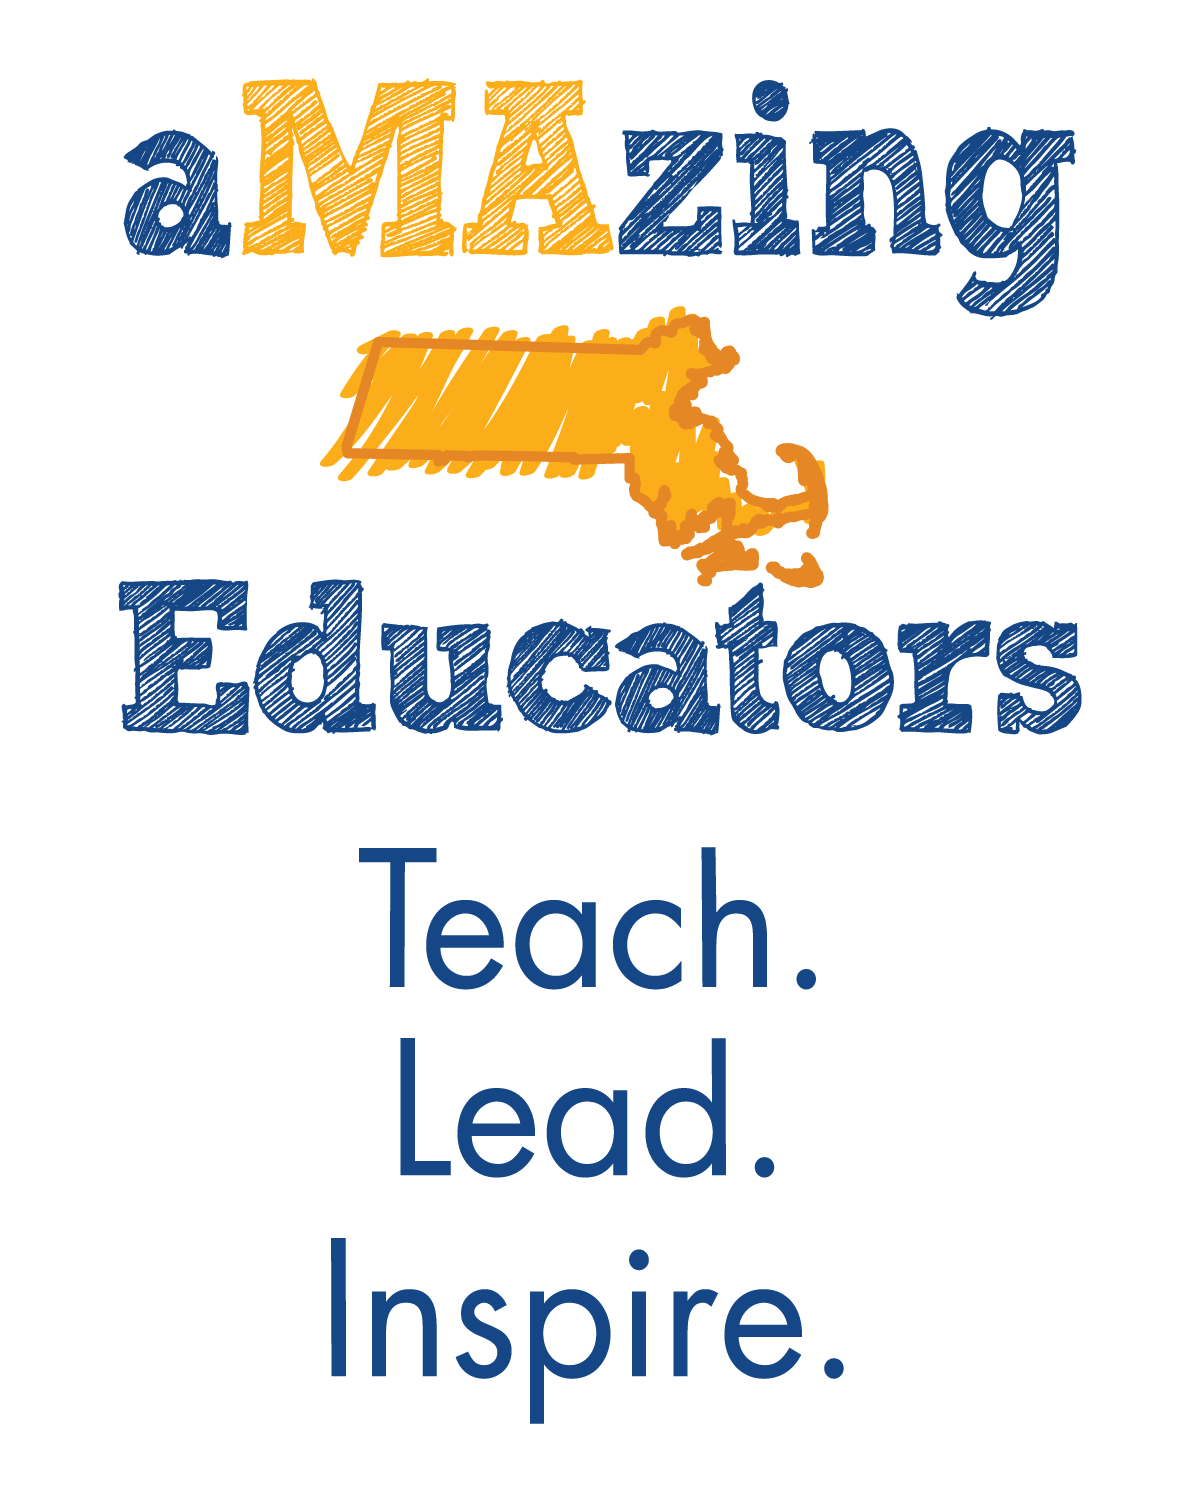 aMAzing
Educators
Teach.
Lead.
Inspire.